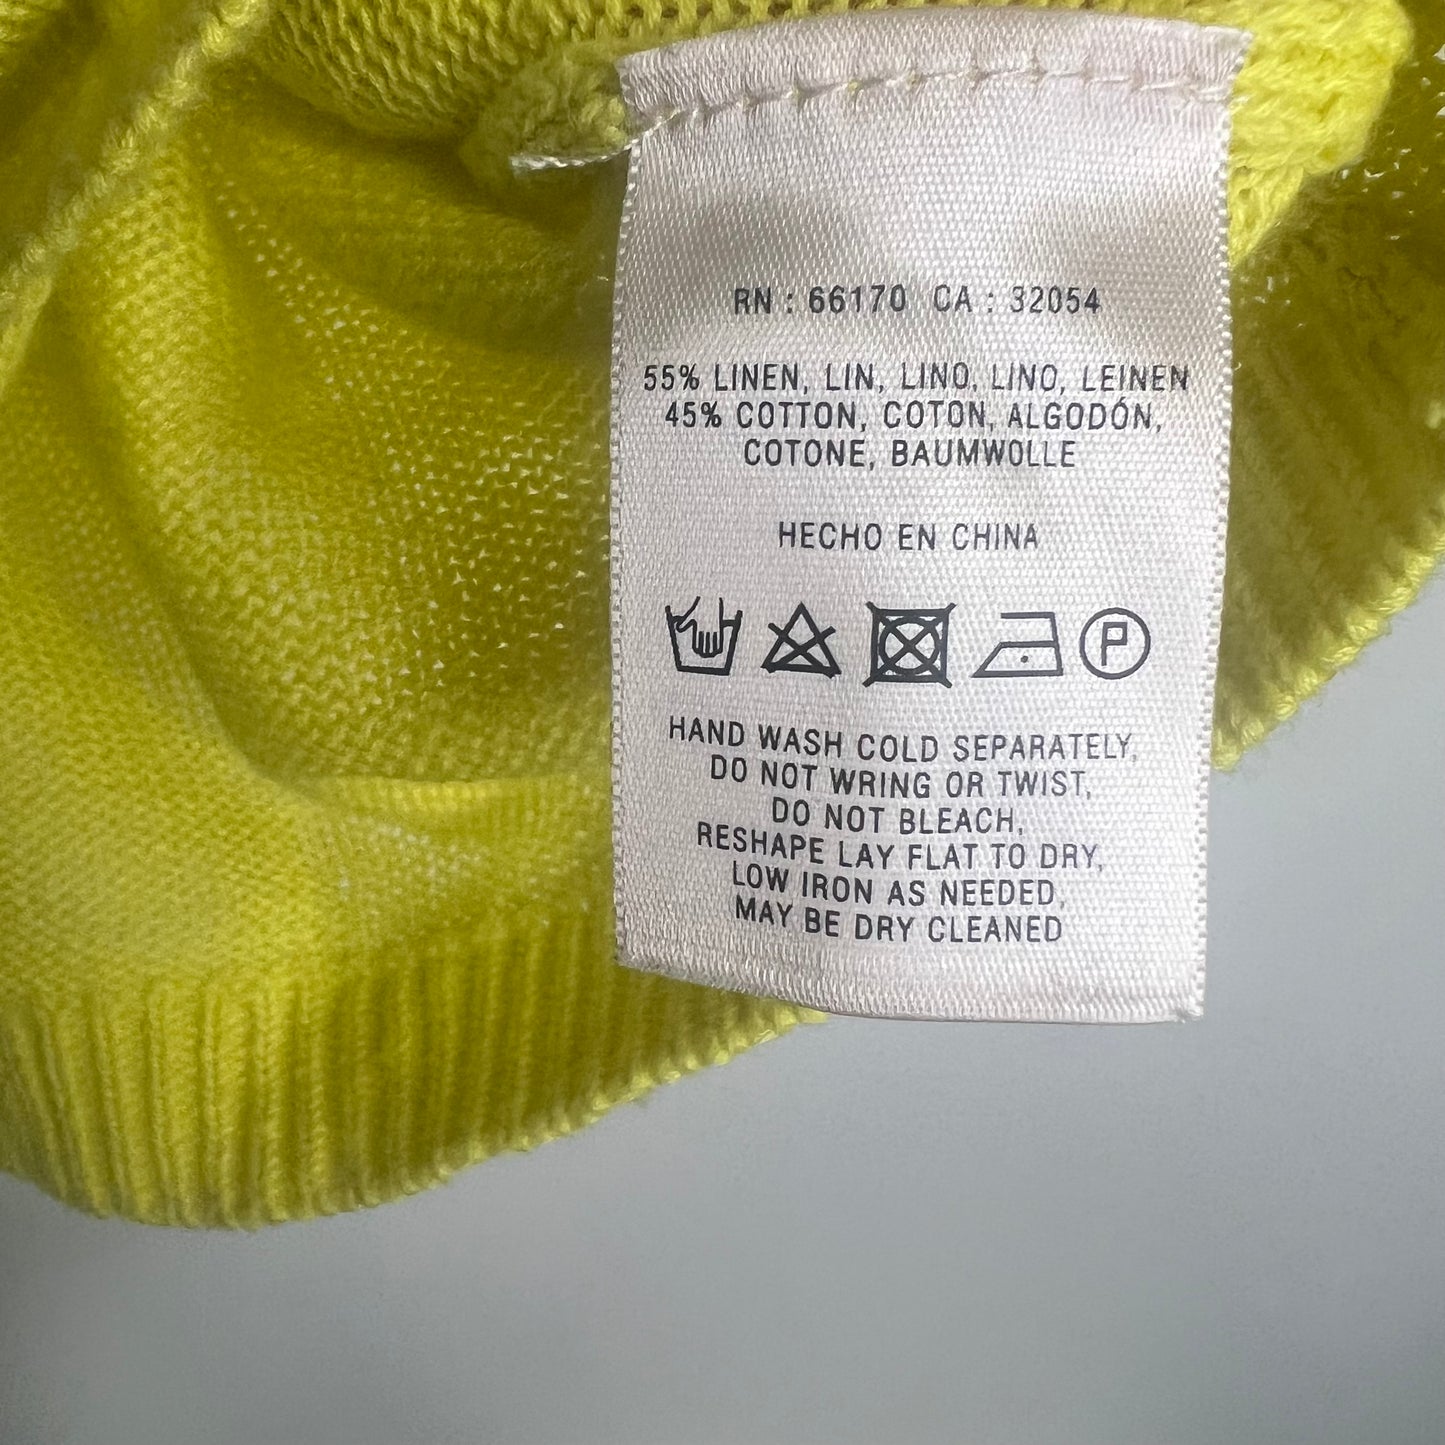 RN : 66170 CA : 32054
55% LINEN, LIN, LINO, LINO, LEINEN
45% COTTON, COTON, ALGODÓN,
COTONE, BAUMWOLLE
HECHO EN CHINA
P
HAND WASH COLD SEPARATELY,
DO NOT WRING OR TWIST,
DO NOT BLEACH,
RESHAPE LAY FLAT TO DRY,
LOW IRON AS NEEDED,
MAY BE DRY CLEANED